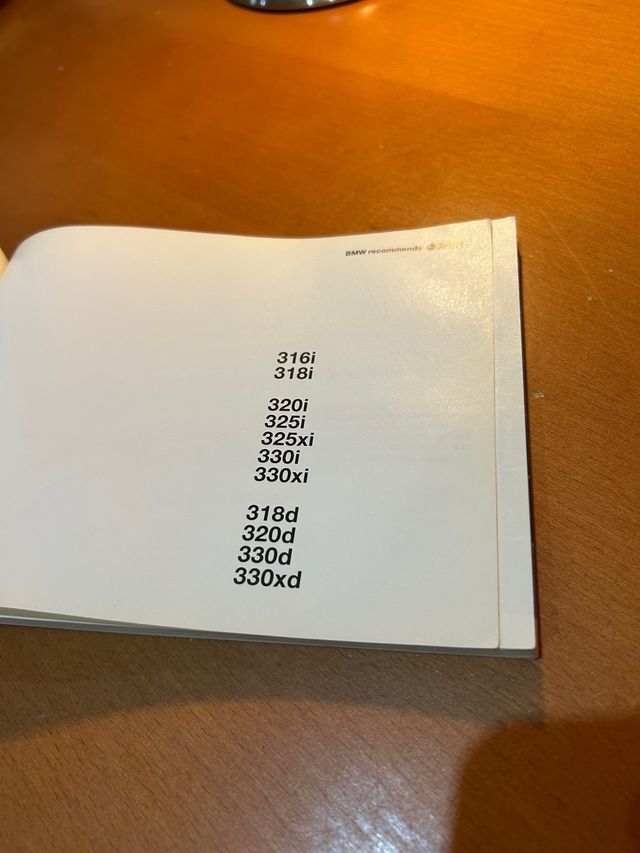 BMW recommends
316i
318i
320i
325i
325xi
330i
330xi
318d
320d
330d
330xd